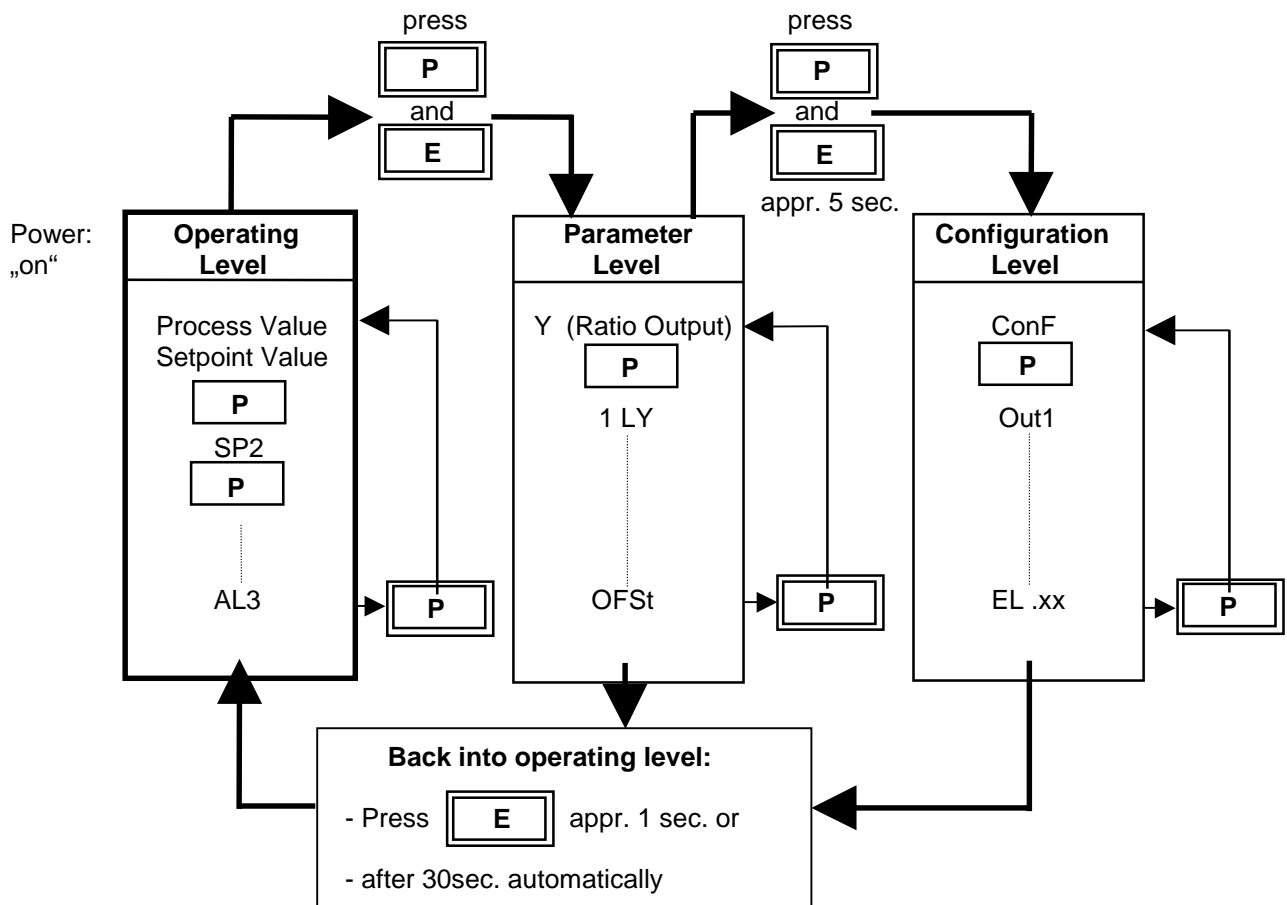 press
P
and
E
press
P
and
E
appr. 5 sec.
Power:
„on“
Operating
Level
Process Value
Setpoint Value
P
SP2
P
AL3
P
Parameter
Level
Y (Ratio Output)
P
1 LY
OFSt
P
Configuration
Level
ConF
P
Out1
EL .xx
P
Back into operating level:
- Press E appr. 1 sec. or
- after 30sec. automatically